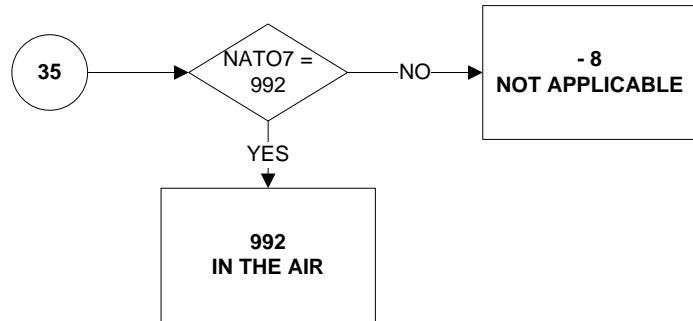 35
NATO7 =
992
NO
- 8
NOT APPLICABLE
YES
992
IN THE AIR